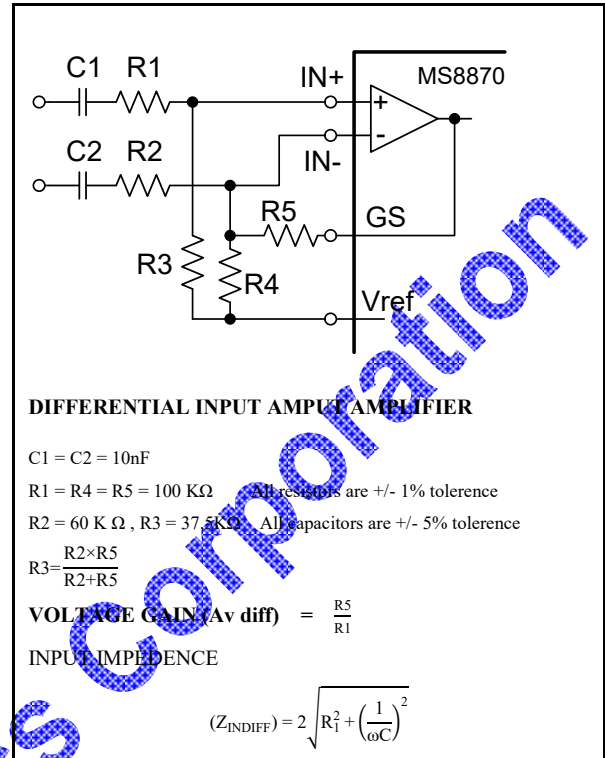 C1 R1 IN+ MS8870
+
C2 R2 -
IN-
R5 GS
R3 R4
Vref
DIFFERENTIAL INPUT AMPUT AMPLIFIER
C1 = C2 = 10nF
R1 = R4 = R5 = 100 KΩ All resistors are +/- 1% tolerence
R2 = 60 K Ω , R3 = 37,5KΩ All capacitors are +/- 5% tolerence
R3= R2×R5 / R2+R5
VOLTAGE GAIN (Av diff) = R5 / R1
INPUT IMPEDENCE
(Z_INDIFF) = 2 √ R₁² + (1 / ωC)²
s Corporation